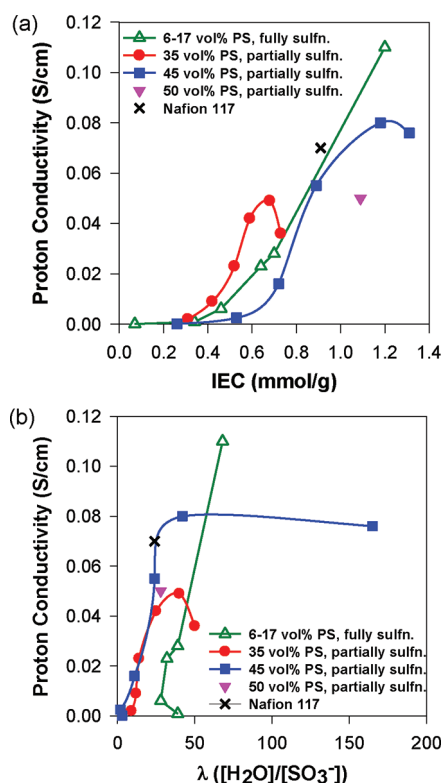 (a)
0.12
0.10
0.08
0.06
0.04
0.02
0.00
Proton Conductivity (S/cm)
6-17 vol% PS, fully sulfn.
35 vol% PS, partially sulfn.
45 vol% PS, partially sulfn.
50 vol% PS, partially sulfn.
Nafion 117
0.0 0.2 0.4 0.6 0.8 1.0 1.2 1.4
IEC (mmol/g)
(b)
0.12
0.10
0.08
0.06
0.04
0.02
0.00
Proton Conductivity (S/cm)
6-17 vol% PS, fully sulfn.
35 vol% PS, partially sulfn.
45 vol% PS, partially sulfn.
50 vol% PS, partially sulfn.
Nafion 117
0 50 100 150 200
λ ([H₂O]/[SO₃⁻])